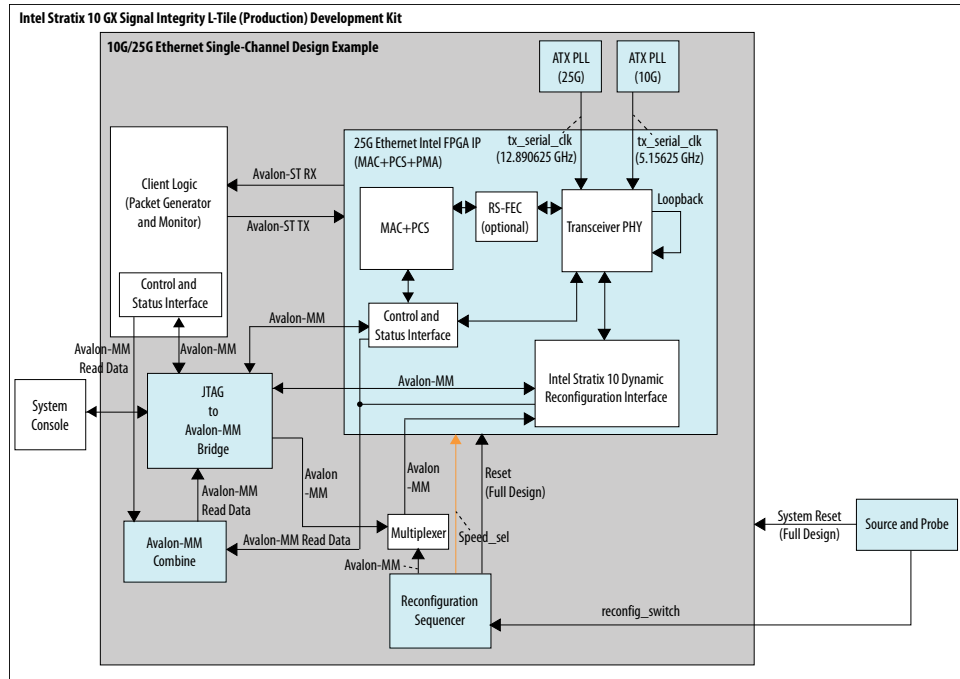 Intel Stratix 10 GX Signal Integrity L-Tile (Production) Development Kit
10G/25G Ethernet Single-Channel Design Example
ATX PLL
(25G)
ATX PLL
(10G)
tx_serial_clk
(12.890625 GHz)
tx_serial_clk
(5.15625 GHz)
25G Ethernet Intel FPGA IP
(MAC+PCS+PMA)
Client Logic
(Packet Generator
and Monitor)
Avalon-ST RX
Avalon-ST TX
MAC+PCS
RS-FEC
(optional)
Transceiver PHY
Loopback
Control and
Status Interface
Control and
Status Interface
Avalon-MM
Avalon-MM
Read Data
Avalon-MM
Avalon-MM
Intel Stratix 10 Dynamic
Reconfiguration Interface
System
Console
JTAG
to
Avalon-MM
Bridge
Avalon-MM
Read Data
Avalon
-MM
Avalon
-MM
Reset
(Full Design)
Avalon-MM
Combine
Avalon-MM Read Data
Multiplexer
Speed_sel
Avalon-MM
Reconfiguration
Sequencer
System Reset
(Full Design)
Source and Probe
reconfig_switch